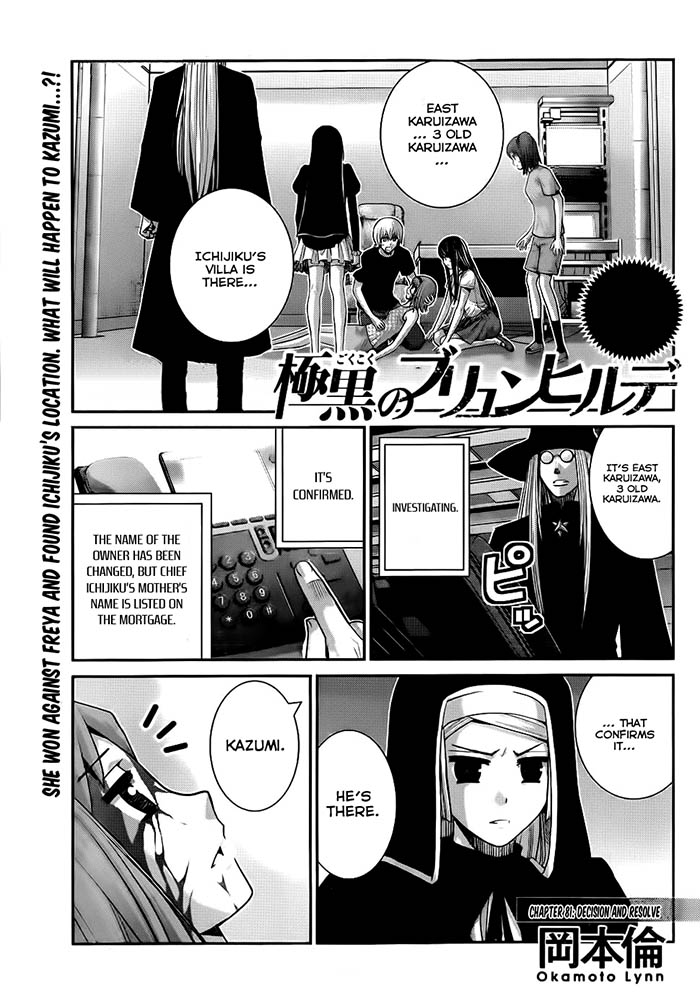 SHE WON AGAINST FREYA AND FOUND ICHIJIKU'S LOCATION. WHAT WILL HAPPEN TO KAZUMI...?!
EAST
KARUIZAWA
... 3 OLD
KARUIZAWA
...
ICHIJIKU'S
VILLA IS
THERE...
ごくこく
極黒のブリュンヒルデ
IT'S EAST
KARUIZAWA,
3 OLD
KARUIZAWA.
INVESTIGATING.
ピピッ
IT'S
CONFIRMED.
THE NAME OF THE
OWNER HAS BEEN
CHANGED, BUT CHIEF
ICHIJIKU'S MOTHER'S
NAME IS LISTED ON
THE MORTGAGE.
... THAT
CONFIRMS
IT...
HE'S
THERE.
KAZUMI.
CHAPTER 81: DECISION AND RESOLVE
岡本倫
Okamoto Lynn